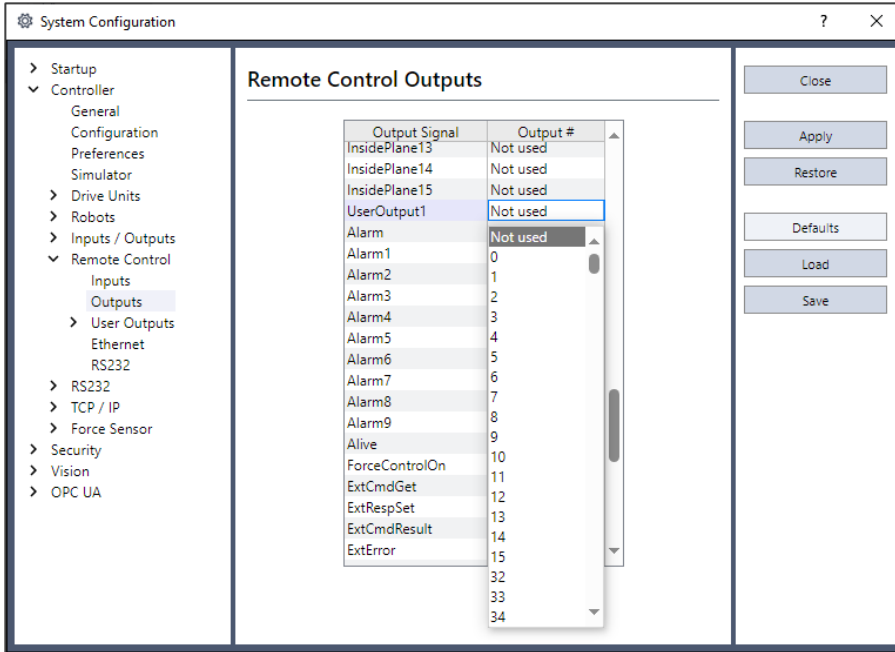 System Configuration
?
Startup
Controller
General
Configuration
Preferences
Simulator
Drive Units
Robots
Inputs / Outputs
Remote Control
Inputs
Outputs
User Outputs
Ethernet
RS232
RS232
TCP / IP
Force Sensor
Security
Vision
OPC UA
Remote Control Outputs
Output Signal Output #
InsidePlane13 Not used
InsidePlane14 Not used
InsidePlane15 Not used
UserOutput1 Not used
Alarm
Alarm1
Alarm2
Alarm3
Alarm4
Alarm5
Alarm6
Alarm7
Alarm8
Alarm9
Alive
ForceControlOn
ExtCmdGet
ExtRespSet
ExtCmdResult
ExtError
Not used
0
1
2
3
4
5
6
7
8
9
10
11
12
13
14
15
32
33
34
Close
Apply
Restore
Defaults
Load
Save